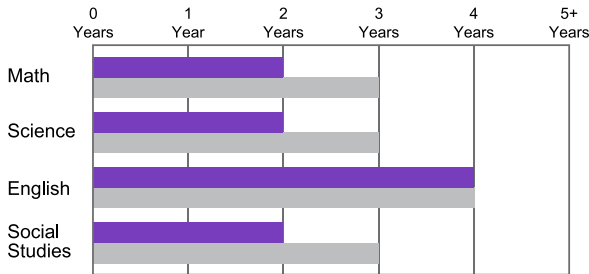 0 1 2 3 4 5+
Years Year Years Years Years Years
Math
Science
English
Social
Studies